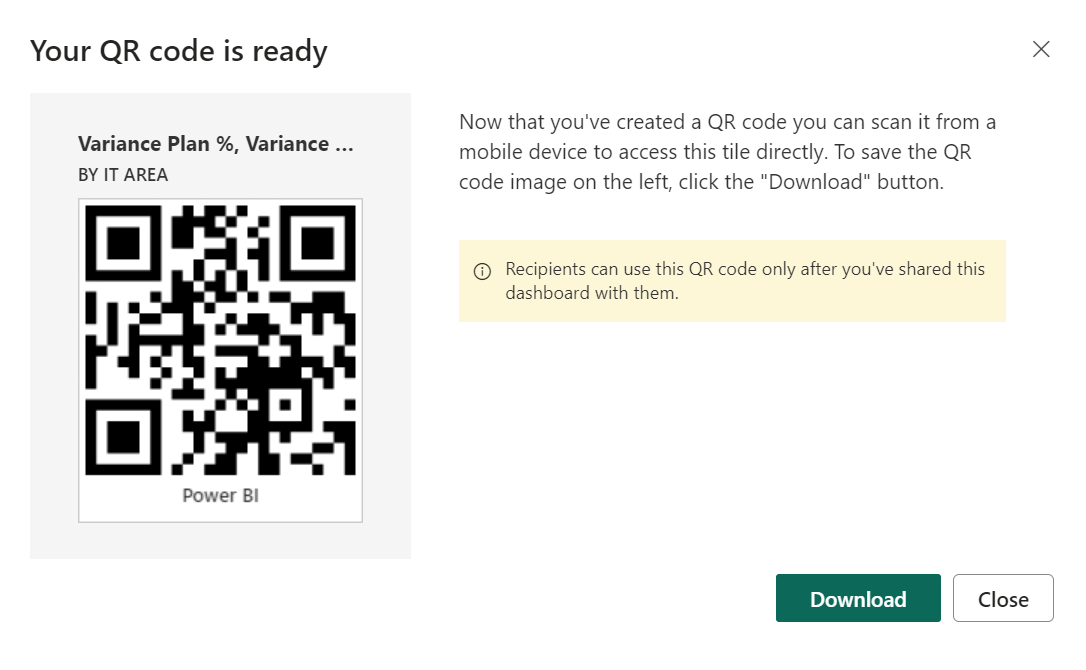 Your QR code is ready
Variance Plan %, Variance ...
BY IT AREA
Power BI
Now that you've created a QR code you can scan it from a
mobile device to access this tile directly. To save the QR
code image on the left, click the "Download" button.
Recipients can use this QR code only after you've shared this
dashboard with them.
Download
Close